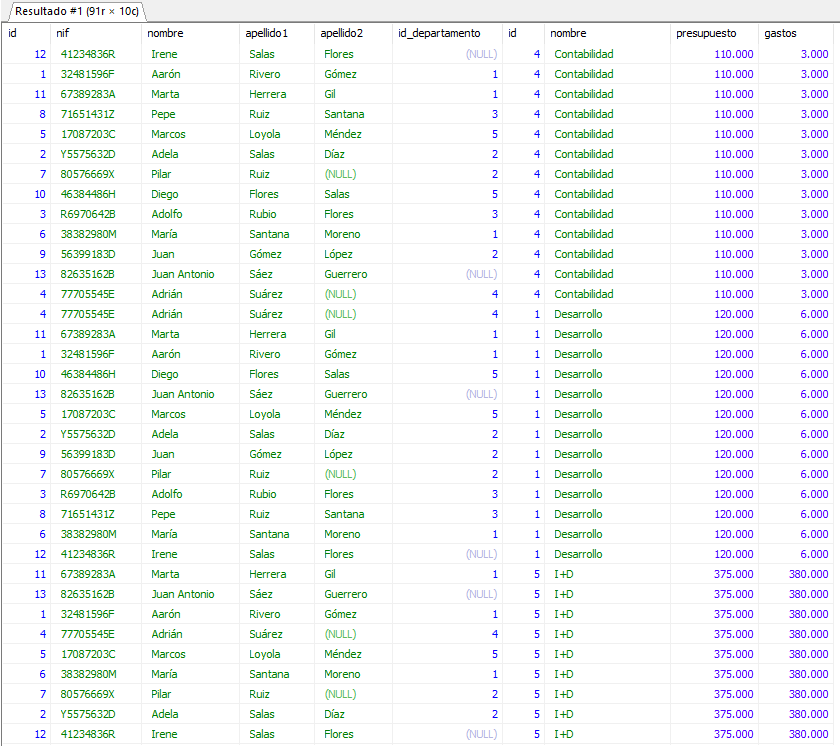 Resultado #1 (91r × 10c)
id nif nombre apellido1 apellido2 id_departamento id nombre presupuesto gastos
12 41234836R Irene Salas Flores (NULL) 4 Contabilidad 110.000 3.000
1 32481596F Aarón Rivero Gómez 1 4 Contabilidad 110.000 3.000
11 67389283A Marta Herrera Gil 1 4 Contabilidad 110.000 3.000
8 71651431Z Pepe Ruiz Santana 3 4 Contabilidad 110.000 3.000
5 17087203C Marcos Loyola Méndez 5 4 Contabilidad 110.000 3.000
2 Y5575632D Adela Salas Díaz 2 4 Contabilidad 110.000 3.000
7 80576669X Pilar Ruiz (NULL) 2 4 Contabilidad 110.000 3.000
10 46384486H Diego Flores Salas 5 4 Contabilidad 110.000 3.000
3 R6970642B Adolfo Rubio Flores 3 4 Contabilidad 110.000 3.000
6 38382980M María Santana Moreno 1 4 Contabilidad 110.000 3.000
9 56399183D Juan Gómez López 2 4 Contabilidad 110.000 3.000
13 82635162B Juan Antonio Sáez Guerrero (NULL) 4 Contabilidad 110.000 3.000
4 77705545E Adrián Suárez (NULL) 4 4 Contabilidad 110.000 3.000
4 77705545E Adrián Suárez (NULL) 4 1 Desarrollo 120.000 6.000
11 67389283A Marta Herrera Gil 1 1 Desarrollo 120.000 6.000
1 32481596F Aarón Rivero Gómez 1 1 Desarrollo 120.000 6.000
10 46384486H Diego Flores Salas 5 1 Desarrollo 120.000 6.000
13 82635162B Juan Antonio Sáez Guerrero (NULL) 1 Desarrollo 120.000 6.000
5 17087203C Marcos Loyola Méndez 5 1 Desarrollo 120.000 6.000
2 Y5575632D Adela Salas Díaz 2 1 Desarrollo 120.000 6.000
9 56399183D Juan Gómez López 2 1 Desarrollo 120.000 6.000
7 80576669X Pilar Ruiz (NULL) 2 1 Desarrollo 120.000 6.000
3 R6970642B Adolfo Rubio Flores 3 1 Desarrollo 120.000 6.000
8 71651431Z Pepe Ruiz Santana 3 1 Desarrollo 120.000 6.000
6 38382980M María Santana Moreno 1 1 Desarrollo 120.000 6.000
12 41234836R Irene Salas Flores (NULL) 1 Desarrollo 120.000 6.000
11 67389283A Marta Herrera Gil 1 5 I+D 375.000 380.000
13 82635162B Juan Antonio Sáez Guerrero (NULL) 5 I+D 375.000 380.000
1 32481596F Aarón Rivero Gómez 1 5 I+D 375.000 380.000
4 77705545E Adrián Suárez (NULL) 4 5 I+D 375.000 380.000
5 17087203C Marcos Loyola Méndez 5 5 I+D 375.000 380.000
6 38382980M María Santana Moreno 1 5 I+D 375.000 380.000
7 80576669X Pilar Ruiz (NULL) 2 5 I+D 375.000 380.000
2 Y5575632D Adela Salas Díaz 2 5 I+D 375.000 380.000
12 41234836R Irene Salas Flores (NULL) 5 I+D 375.000 380.000